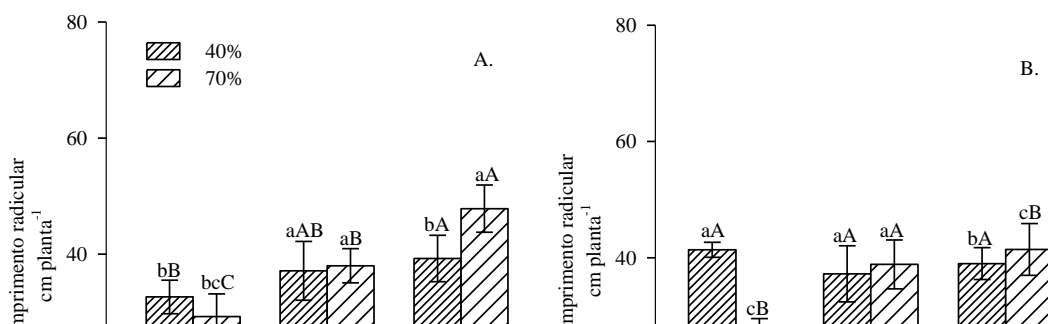 80
60
40
40%
70%
A.
bB
bcC
aAB
aB
bA
aA
mprimento radicular
cm planta-1
80
60
40
B.
aA
cB
aA
aA
bA
cB
mprimento radicular
cm planta-1